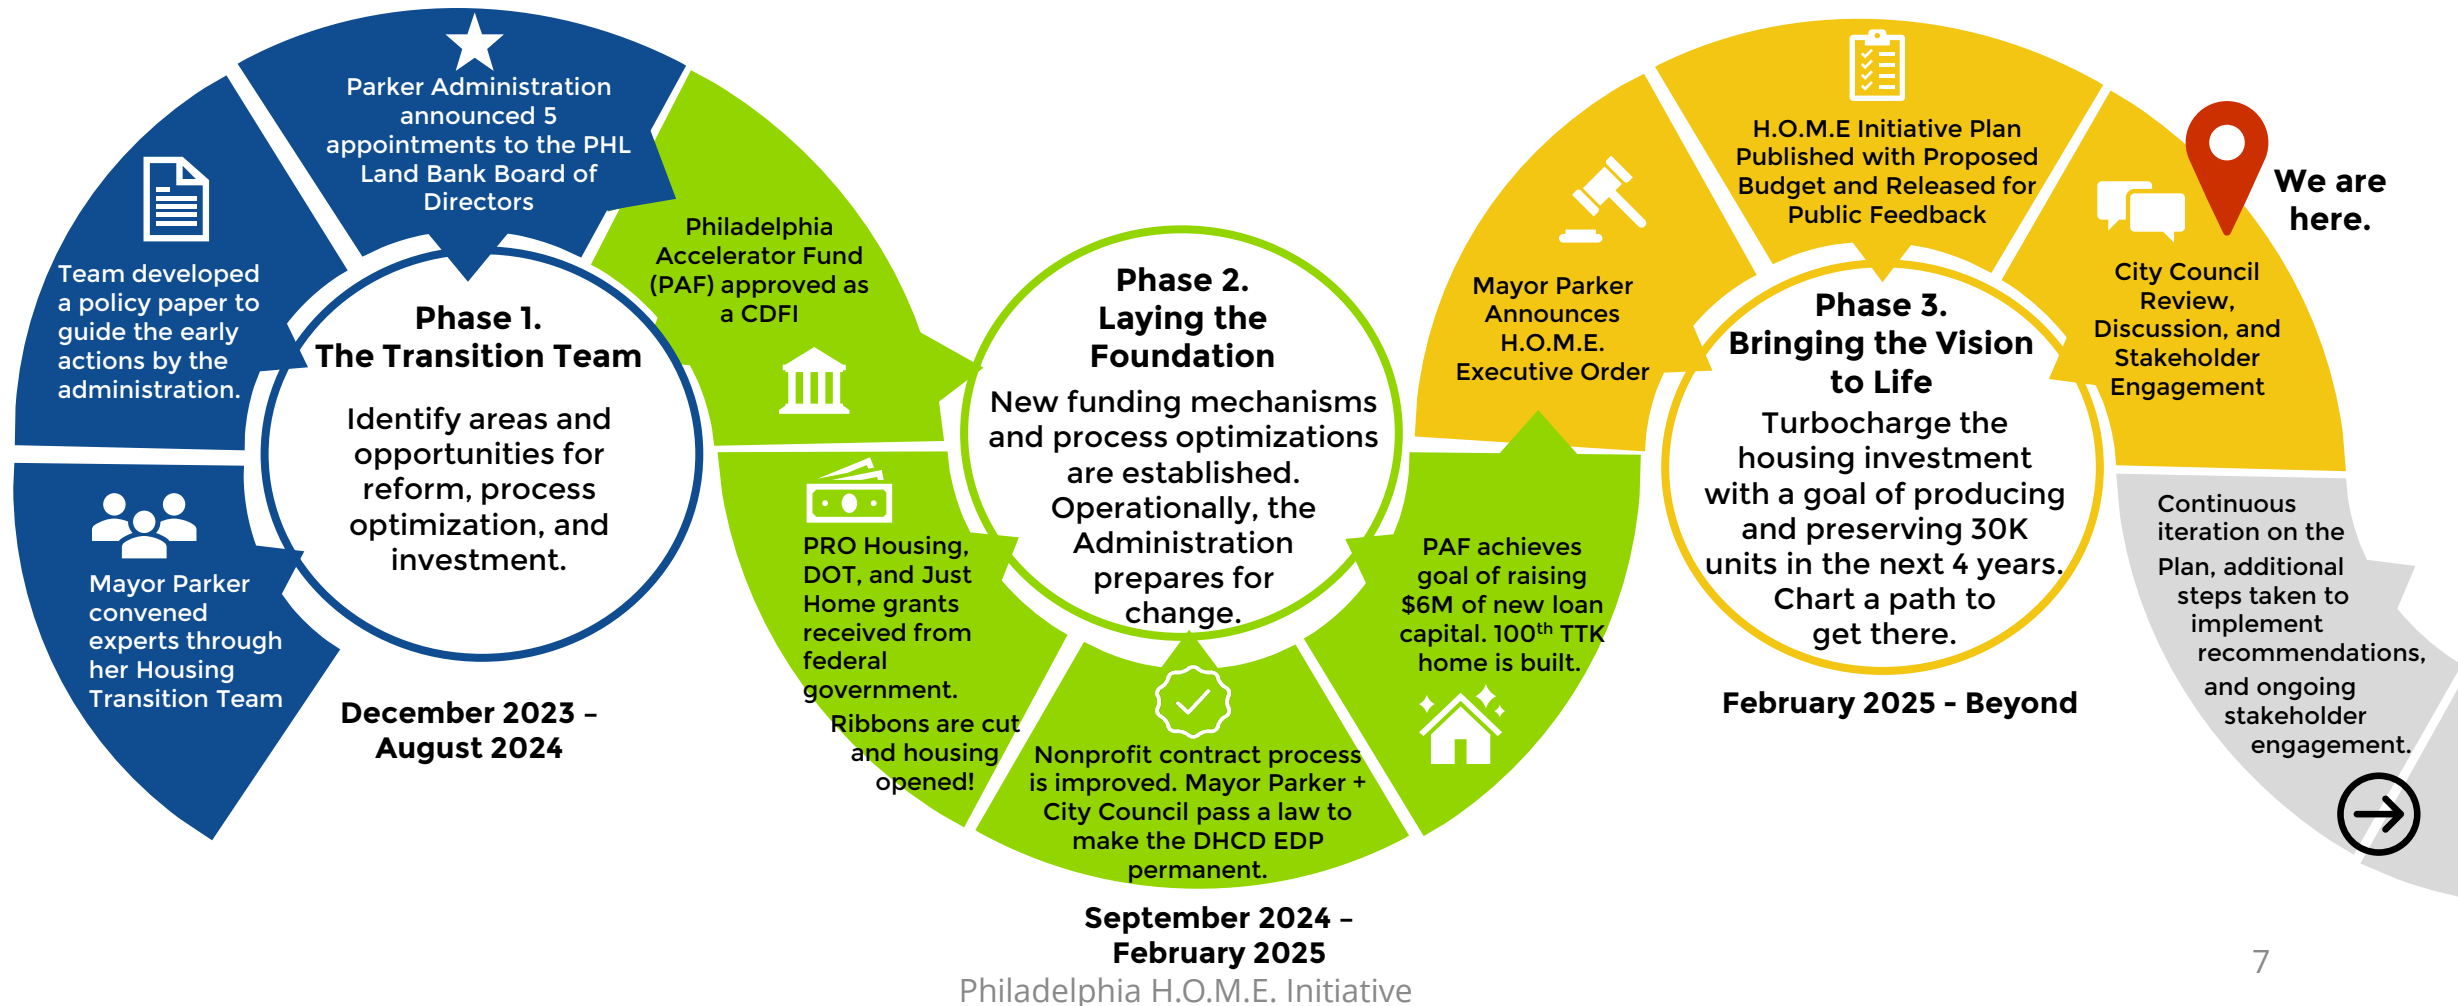 Mayor Parker
convened
experts through
her Housing
Transition Team
Team developed
a policy paper to
guide the early
actions by the
administration.
Parker Administration
announced 5
appointments to the PHL
Land Bank Board of
Directors
Phase 1.
The Transition Team
Identify areas and
opportunities for
reform, process
optimization, and
investment.
December 2023 –
August 2024
Philadelphia
Accelerator Fund
(PAF) approved as
a CDFI
PRO Housing,
DOT, and Just
Home grants
received from
federal
government.
Ribbons are cut
and housing
opened!
Nonprofit contract process
is improved. Mayor Parker +
City Council pass a law to
make the DHCD EDP
permanent.
PAF achieves
goal of raising
$6M of new loan
capital. 100th TTK
home is built.
Phase 2.
Laying the
Foundation
New funding mechanisms
and process optimizations
are established.
Operationally, the
Administration
prepares for
change.
September 2024 –
February 2025
Mayor Parker
Announces
H.O.M.E.
Executive Order
H.O.M.E Initiative Plan
Published with Proposed
Budget and Released for
Public Feedback
City Council
Review,
Discussion, and
Stakeholder
Engagement
We are
here.
Phase 3.
Bringing the Vision
to Life
Turbocharge the
housing investment
with a goal of producing
and preserving 30K
units in the next 4 years.
Chart a path to
get there.
February 2025 - Beyond
Continuous
iteration on the
Plan, additional
steps taken to
implement
recommendations,
and ongoing
stakeholder
engagement.
Philadelphia H.O.M.E. Initiative
7